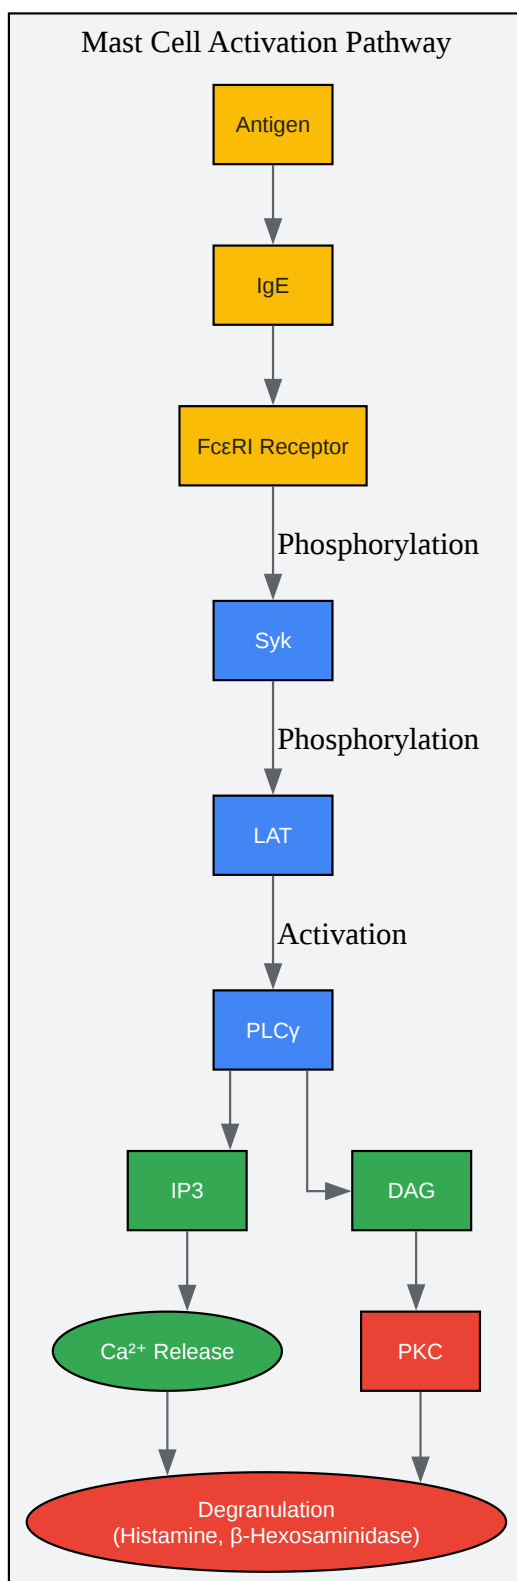 Mast Cell Activation Pathway
Antigen
IgE
FcεRI Receptor
Phosphorylation
Syk
Phosphorylation
LAT
Activation
PLCγ
IP3
DAG
Ca²⁺ Release
PKC
Degranulation
(Histamine, β-Hexosaminidase)